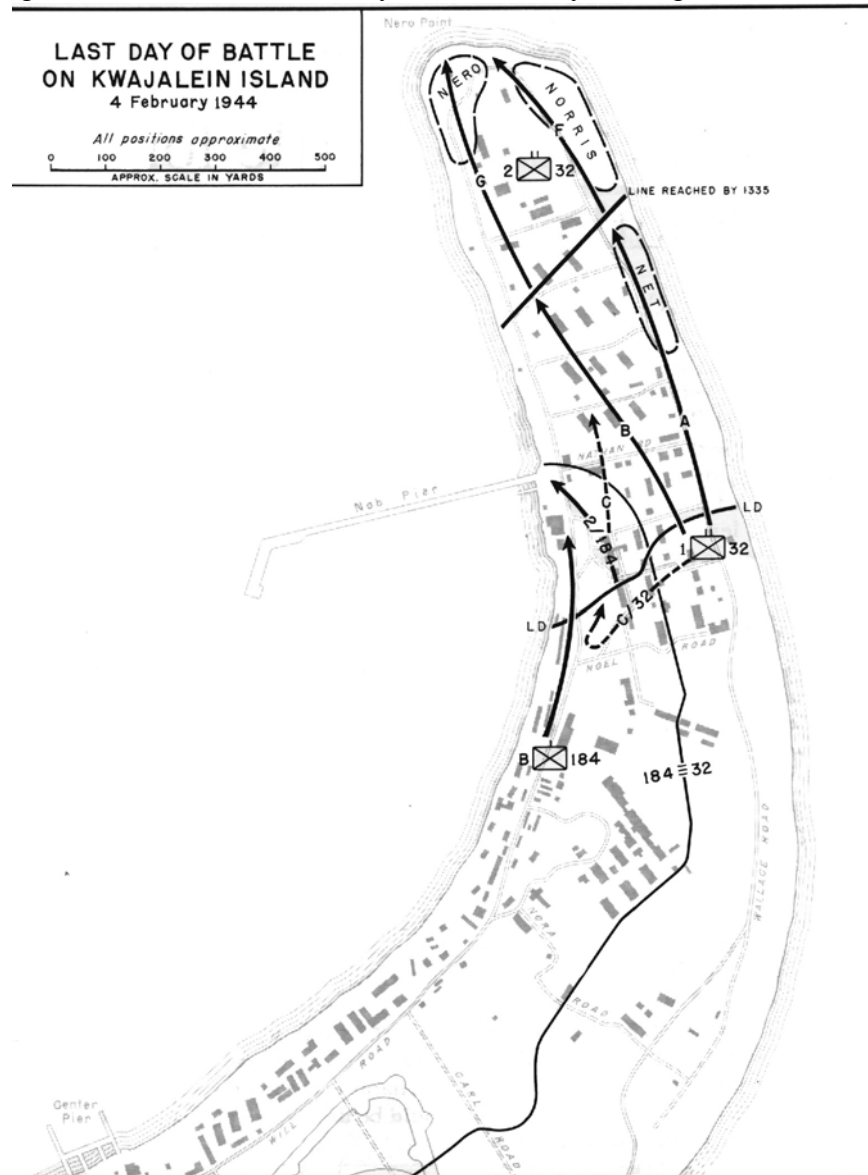 Nero Point
LAST DAY OF BATTLE
ON KWAJALEIN ISLAND
4 February 1944
All positions approximate
0 100 200 300 400 500
APPROX. SCALE IN YARDS
NERO
NORRIS
F
2 32
G
LINE REACHED BY 1335
NET
B
A
NATHAN RD
C
Nob Pier
2/184
LD
1 32
C/32
LD
NOEL ROAD
B 184
184 32
WALLACE ROAD
NORA ROAD
WILL ROAD
CARL ROAD
Center
Pier